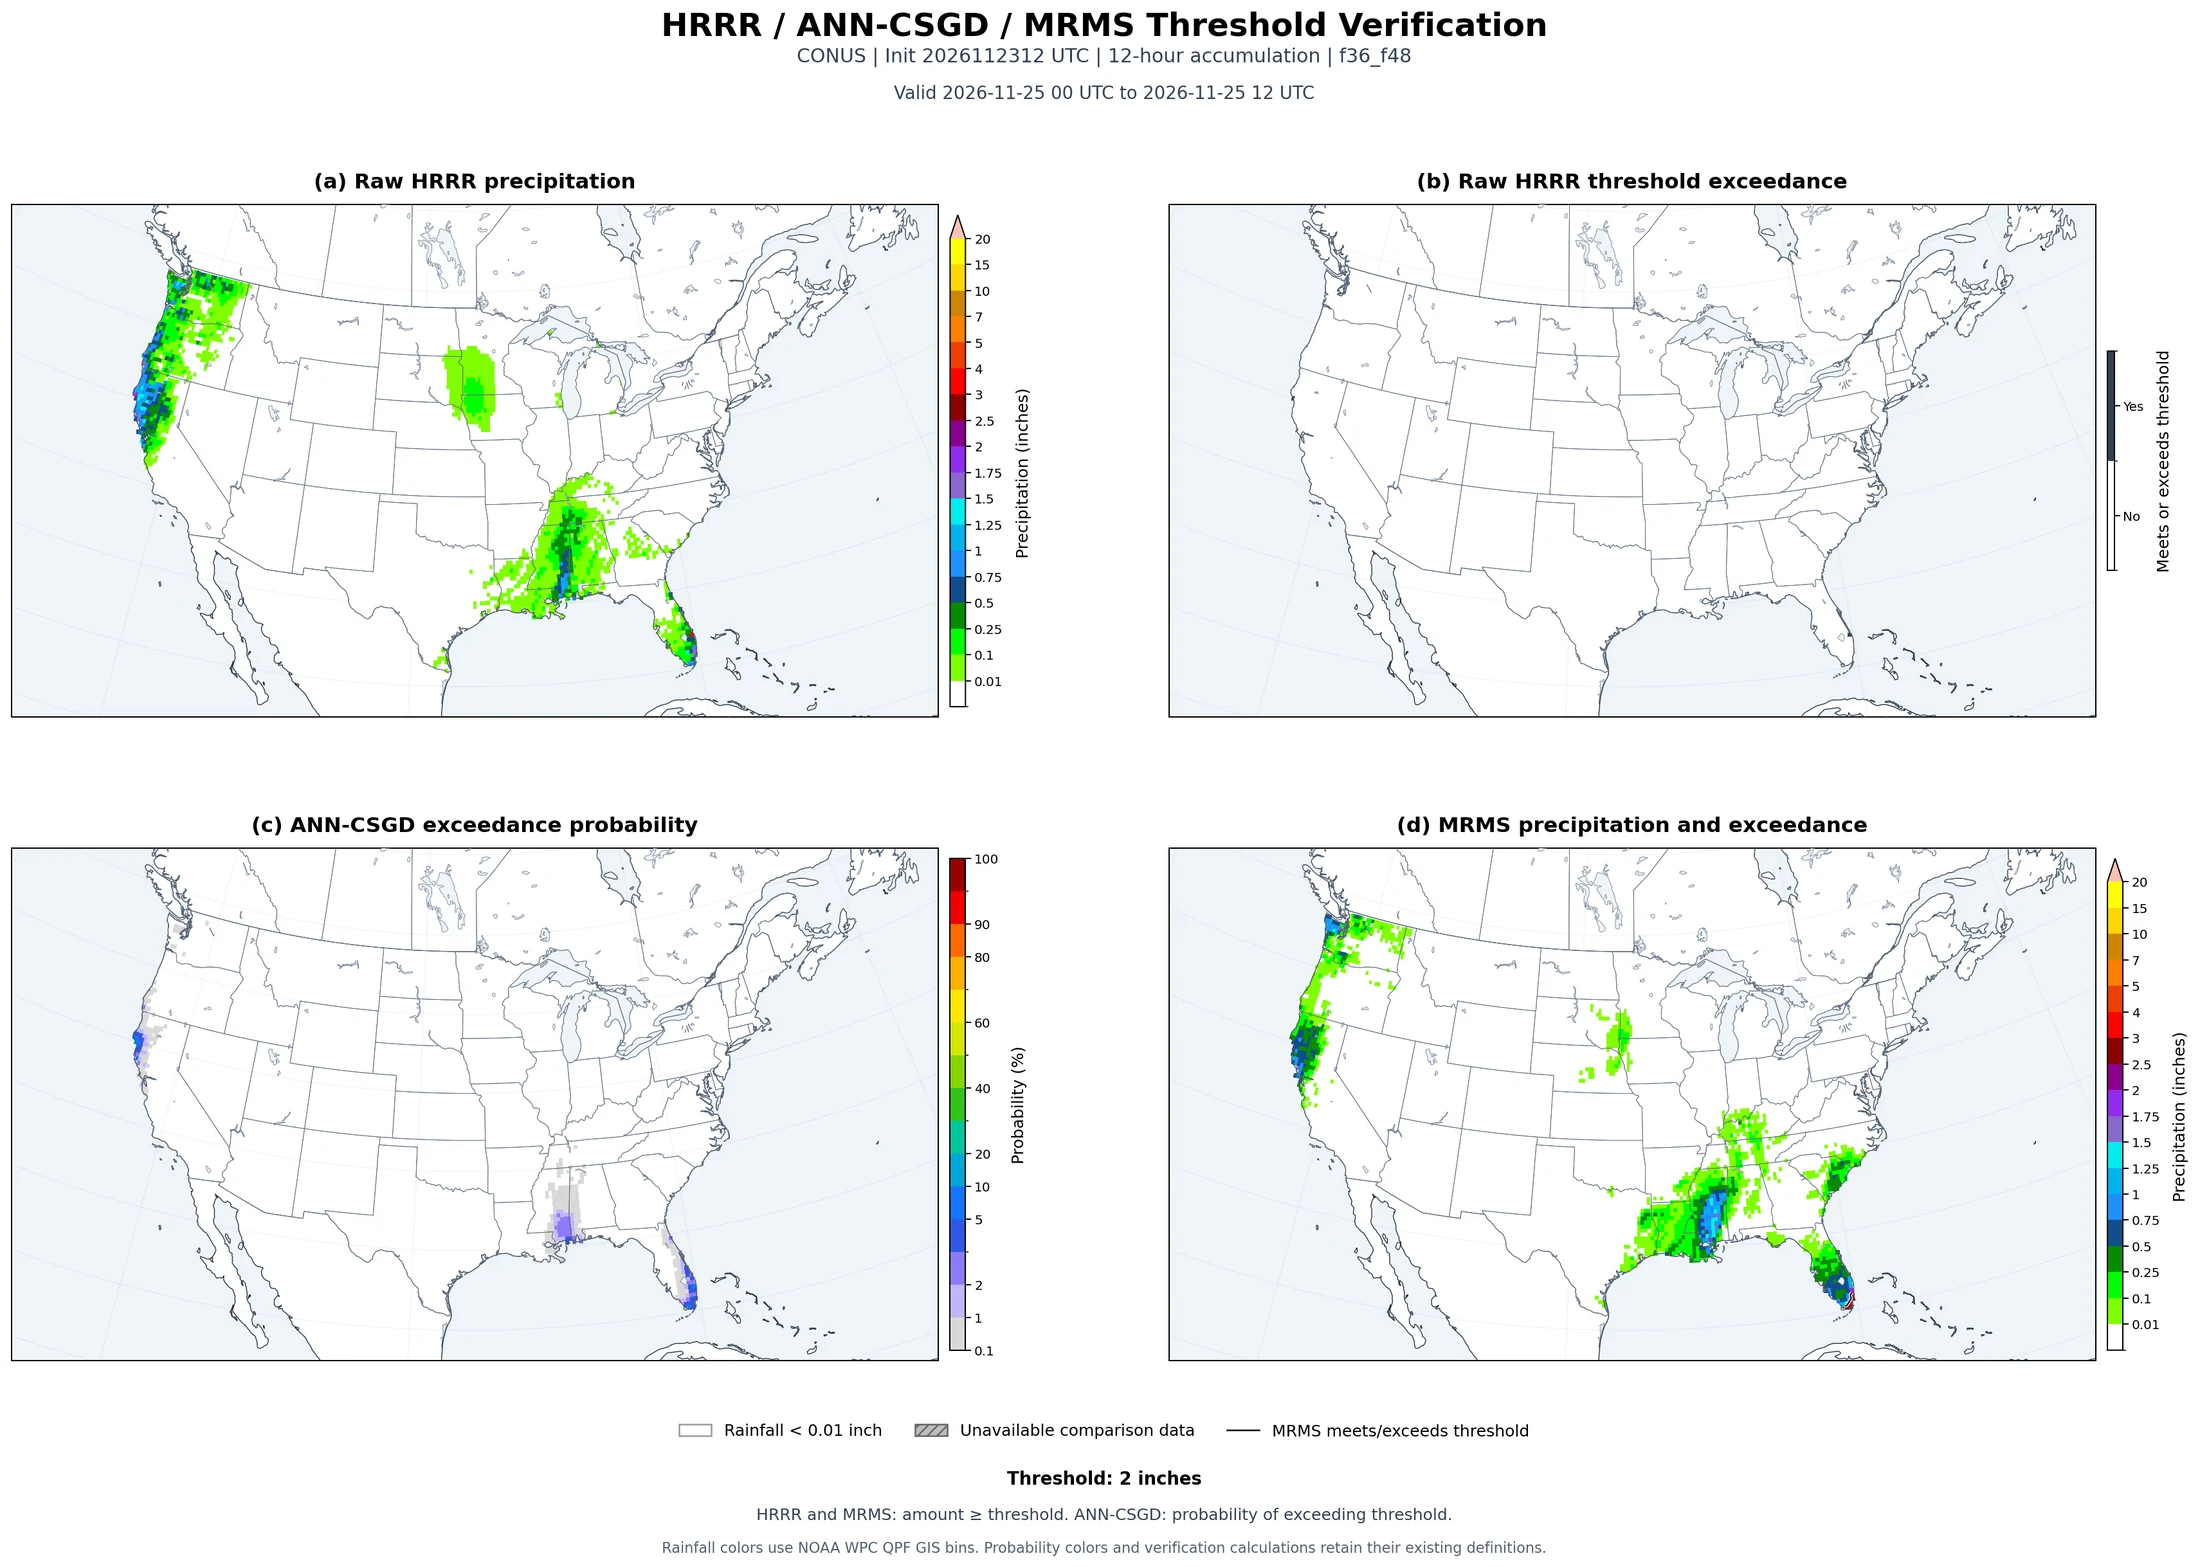 HRRR / ANN-CSGD / MRMS Threshold Verification
CONUS | Init 2026112312 UTC | 12-hour accumulation | f36_f48
Valid 2026-11-25 00 UTC to 2026-11-25 12 UTC
(a) Raw HRRR precipitation
20
15
10
7
5
4
3
2.5
2
1.75
1.5
1.25
1
0.75
0.5
0.25
0.1
0.01
Precipitation (inches)
(b) Raw HRRR threshold exceedance
Yes
No
Meets or exceeds threshold
(c) ANN-CSGD exceedance probability
100
90
80
60
40
20
10
5
2
1
0.1
Probability (%)
(d) MRMS precipitation and exceedance
20
15
10
7
5
4
3
2.5
2
1.75
1.5
1.25
1
0.75
0.5
0.25
0.1
0.01
Precipitation (inches)
Rainfall < 0.01 inch
Unavailable comparison data
MRMS meets/exceeds threshold
Threshold: 2 inches
HRRR and MRMS: amount ≥ threshold. ANN-CSGD: probability of exceeding threshold.
Rainfall colors use NOAA WPC QPF GIS bins. Probability colors and verification calculations retain their existing definitions.